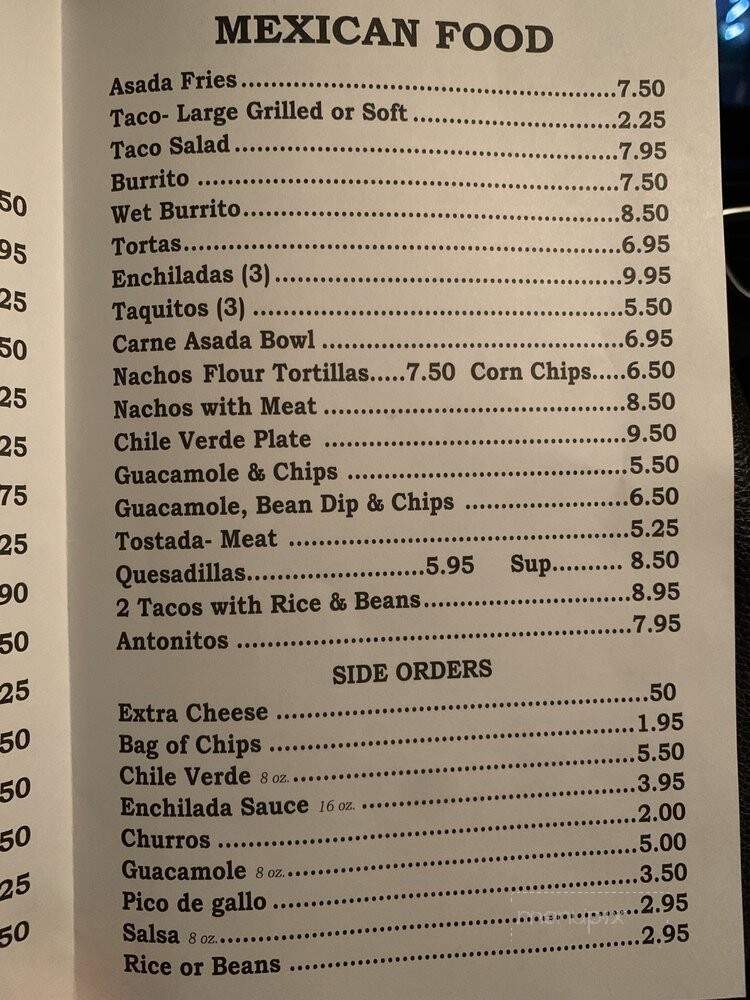 MEXICAN FOOD
Asada Fries 7.50
Taco- Large Grilled or Soft 2.25
Taco Salad 7.95
Burrito 7.50
Wet Burrito 8.50
Tortas 6.95
Enchiladas (3) 9.95
Taquitos (3) 5.50
Carne Asada Bowl 6.95
Nachos Flour Tortillas.....7.50 Corn Chips.....6.50
Nachos with Meat 8.50
Chile Verde Plate 9.50
Guacamole & Chips 5.50
Guacamole, Bean Dip & Chips 6.50
Tostada- Meat 5.25
Quesadillas 5.95 Sup.......... 8.50
2 Tacos with Rice & Beans 8.95
Antonitos 7.95
SIDE ORDERS
Extra Cheese .50
Bag of Chips 1.95
Chile Verde 8 oz. 5.50
Enchilada Sauce 16 oz. 3.95
Churros 2.00
Guacamole 8 oz. 5.00
Pico de gallo 3.50
Salsa 8 oz. 2.95
Rice or Beans 2.95
50
95
25
50
25
25
75
25
90
50
25
50
50
50
25
50
menupix